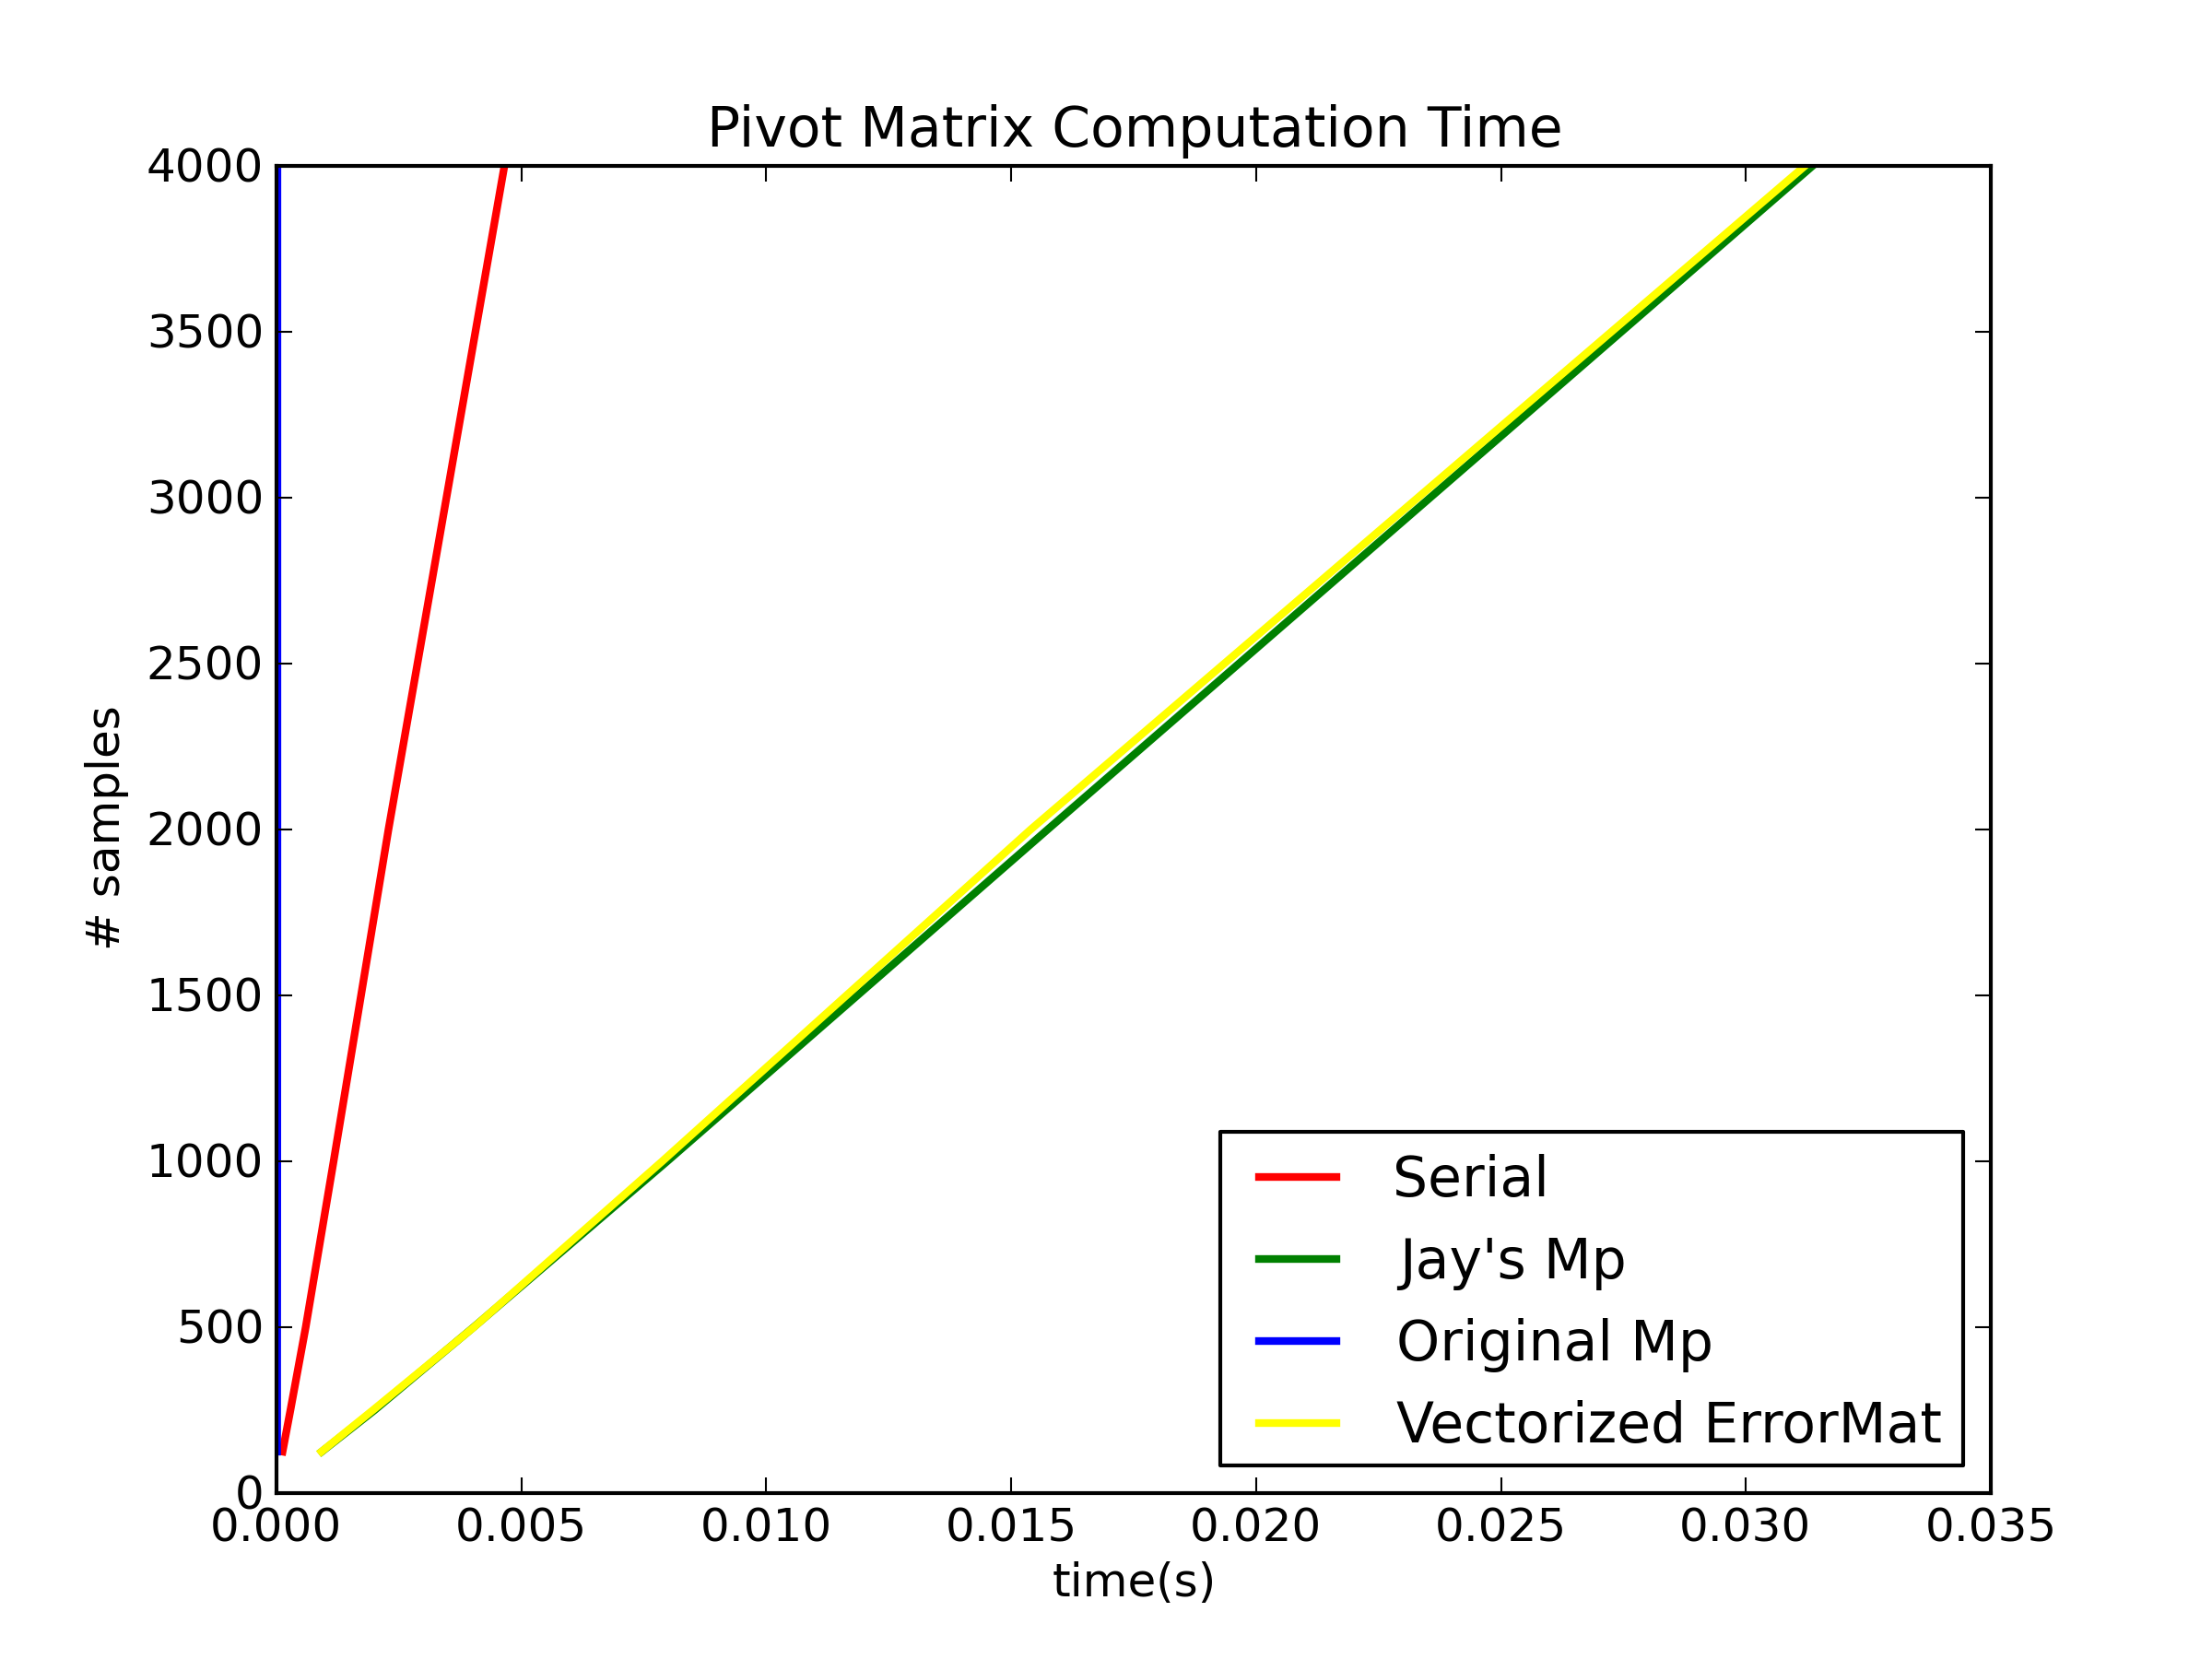 Pivot Matrix Computation Time
4000
3500
3000
2500
2000
1500
1000
500
0
# samples
0.000 0.005 0.010 0.015 0.020 0.025 0.030 0.035
time(s)
Serial
Jay's Mp
Original Mp
Vectorized ErrorMat